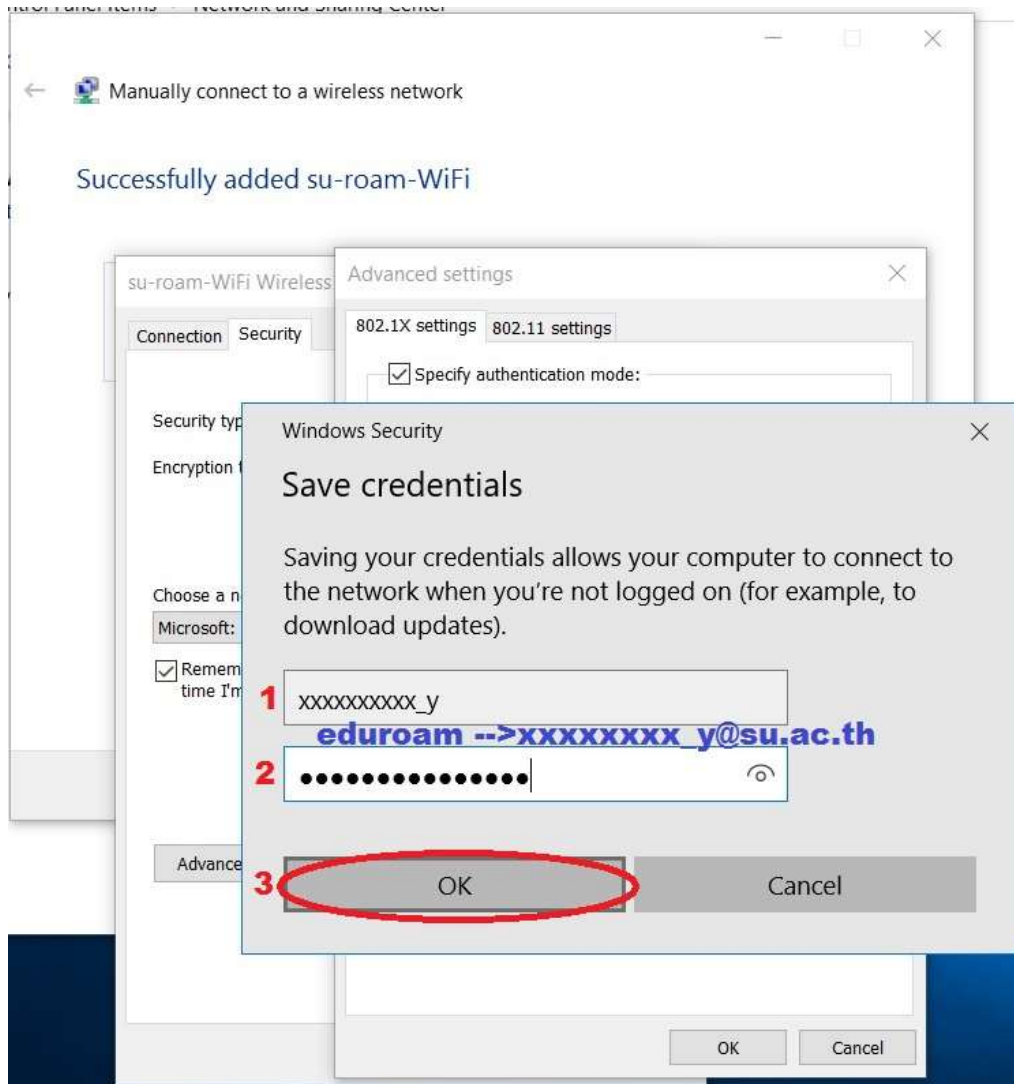 Network and Sharing Center
Manually connect to a wireless network
Successfully added su-roam-WiFi
su-roam-WiFi Wireless
Advanced settings
Connection
Security
802.1X settings
802.11 settings
Specify authentication mode:
Security typ
Encryption t
Windows Security
Save credentials
Saving your credentials allows your computer to connect to
the network when you're not logged on (for example, to
download updates).
Choose a n
Microsoft:
Remem
time I'm
1
xxxxxxxxxx_y
eduroam -->xxxxxxxx_y@su.ac.th
2
Advance
3
OK
Cancel
OK
Cancel